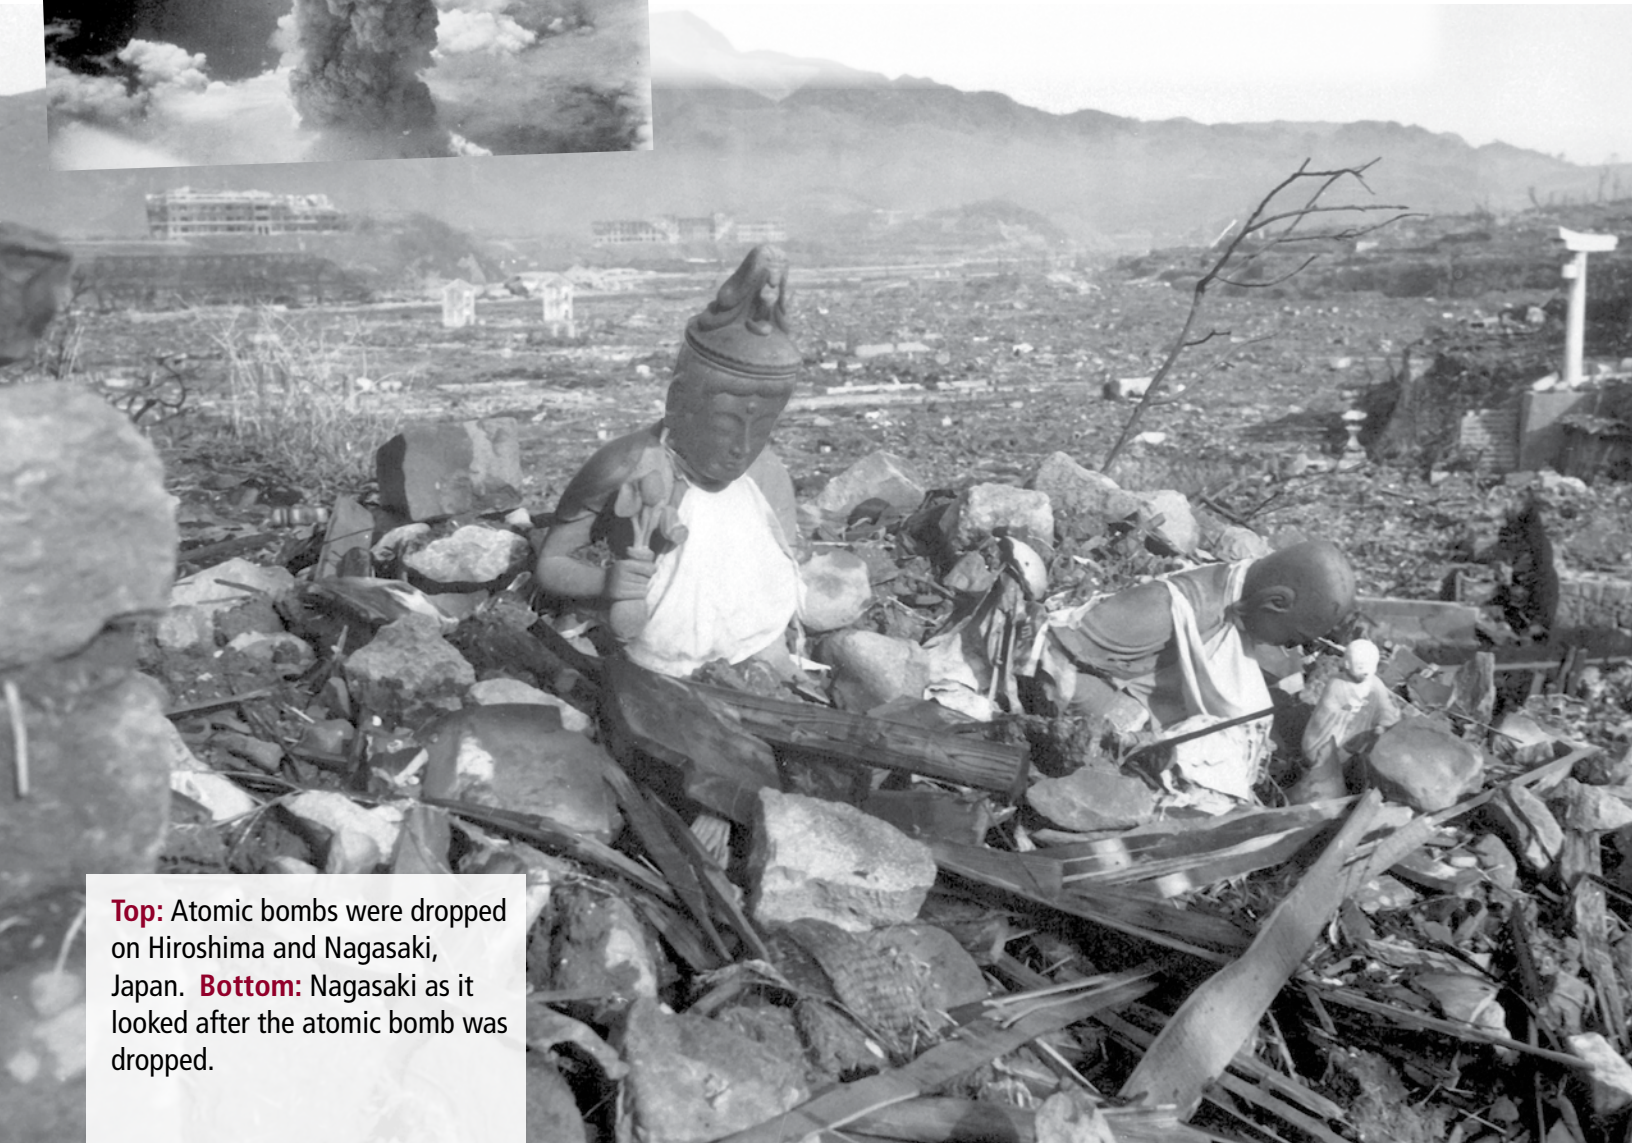 Top: Atomic bombs were dropped
on Hiroshima and Nagasaki,
Japan.  Bottom: Nagasaki as it
looked after the atomic bomb was
dropped.